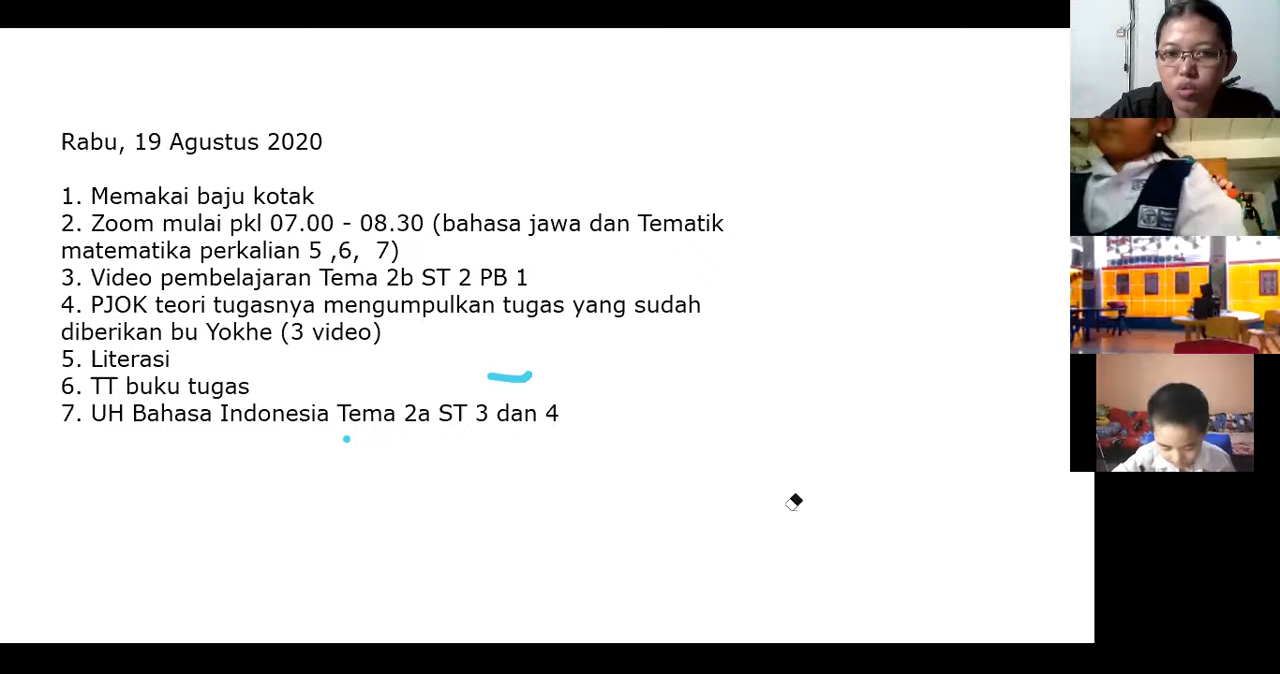 Rabu, 19 Agustus 2020
1. Memakai baju kotak
2. Zoom mulai pkl 07.00 - 08.30 (bahasa jawa dan Tematik
matematika perkalian 5 ,6,  7)
3. Video pembelajaran Tema 2b ST 2 PB 1
4. PJOK teori tugasnya mengumpulkan tugas yang sudah
diberikan bu Yokhe (3 video)
5. Literasi
6. TT buku tugas
7. UH Bahasa Indonesia Tema 2a ST 3 dan 4